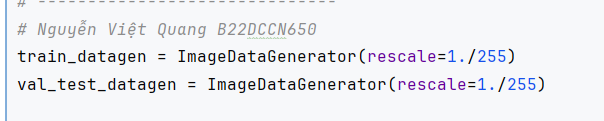 # --------------------------------
# Nguyễn Việt Quang B22DCCN650
train_datagen = ImageDataGenerator(rescale=1./255)
val_test_datagen = ImageDataGenerator(rescale=1./255)